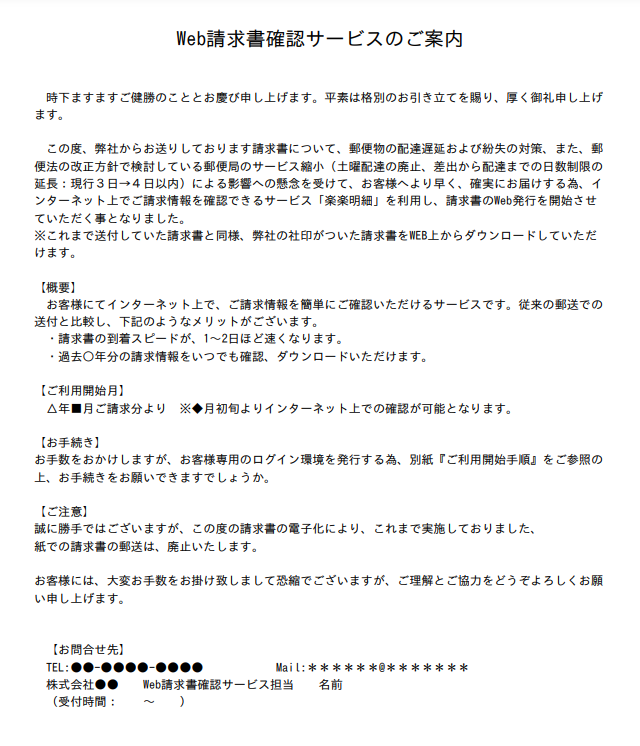 Web請求書確認サービスのご案内
　時下ますますご健勝のこととお慶び申し上げます。平素は格別のお引き立てを賜り、厚く御礼申し上げ
ます。
　この度、弊社からお送りしております請求書について、郵便物の配達遅延および紛失の対策、また、郵
便法の改正方針で検討している郵便局のサービス縮小（土曜配達の廃止、差出から配達までの日数制限の
延長：現行３日→４日以内）による影響への懸念を受けて、お客様へより早く、確実にお届けする為、イ
ンターネット上でご請求情報を確認できるサービス「楽楽明細」を利用し、請求書のWeb発行を開始させ
ていただく事となりました。
※これまで送付していた請求書と同様、弊社の社印がついた請求書をWEB上からダウンロードしていただ
けます。
【概要】
　お客様にてインターネット上で、ご請求情報を簡単にご確認いただけるサービスです。従来の郵送での
送付と比較し、下記のようなメリットがございます。
　・請求書の到着スピードが、1～2日ほど速くなります。
　・過去〇年分の請求情報をいつでも確認、ダウンロードいただけます。
【ご利用開始月】
　△年■月ご請求分より　※◆月初旬よりインターネット上での確認が可能となります。
【お手続き】
お手数をおかけしますが、お客様専用のログイン環境を発行する為、別紙『ご利用開始手順』をご参照の
上、お手続きをお願いできますでしょうか。
【ご注意】
誠に勝手ではございますが、この度の請求書の電子化により、これまで実施しておりました、
紙での請求書の郵送は、廃止いたします。
お客様には、大変お手数をお掛け致しまして恐縮でございますが、ご理解とご協力をどうぞよろしくお願
い申し上げます。
【お問合せ先】
TEL:●●-●●●●-●●●●　　　　　　Mail:＊＊＊＊＊＊@＊＊＊＊＊＊＊
株式会社●●　　Web請求書確認サービス担当　　名前
（受付時間：　　～　　）